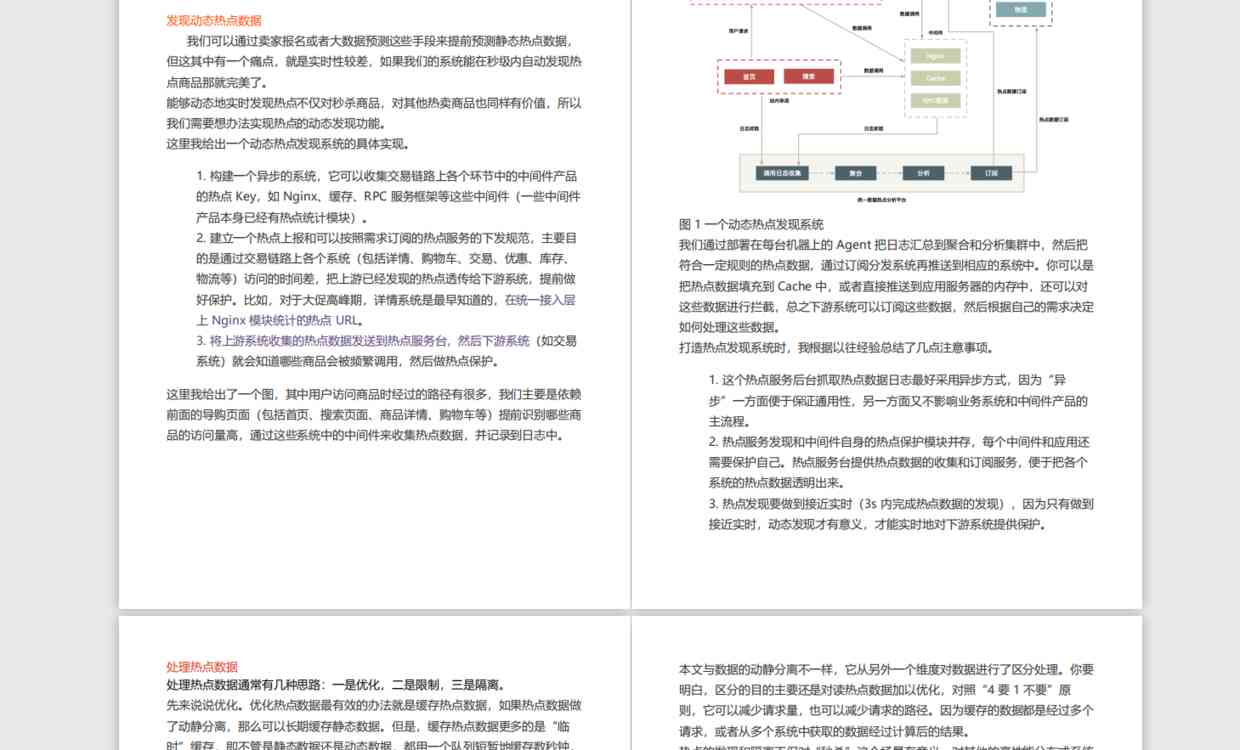 发现动态热点数据
我们可以通过卖家报名或者大数据预测这些手段来提前预测静态热点数据，
但这其中有一个痛点，就是实时性较差，如果我们的系统能在秒级内自动发现热
点商品那就完美了。
能够动态地实时发现热点不仅对秒杀商品，对其他热卖商品也同样有价值，所以
我们需要想办法实现热点的动态发现功能。
这里我给出一个动态热点发现系统的具体实现。
1. 构建一个异步的系统，它可以收集交易链路上各个环节中的中间件产品
的热点 Key，如 Nginx、缓存、RPC 服务框架等这些中间件（一些中间件
产品本身已经有热点统计模块）。
2. 建立一个热点上报和可以按照需求订阅的热点服务的下发规范，主要目
的是通过交易链路上各个系统（包括详情、购物车、交易、优惠、库存、
物流等）访问的时间差，把上游已经发现的热点透传给下游系统，提前做
好保护。比如，对于大促高峰期，详情系统是最早知道的，在统一接入层
上 Nginx 模块统计的热点 URL。
3. 将上游系统收集的热点数据发送到热点服务台，然后下游系统（如交易
系统）就会知道哪些商品会被频繁调用，然后做热点保护。
这里我给出了一个图，其中用户访问商品时经过的路径有很多，我们主要是依赖
前面的导购页面（包括首页、搜索页面、商品详情、购物车等）提前识别哪些商
品的访问量高，通过这些系统中的中间件来收集热点数据，并记录到日志中。
数据调用
物流
用户请求
数据调用
中间件
Nginx
首页
搜索
数据调用
Cache
站内导流
热点数据订阅
热点数据订阅
日志抓取
日志抓取
调用日志收集
聚合
分析
订阅
统一数据热点分析平台
图 1 一个动态热点发现系统
我们通过部署在每台机器上的 Agent 把日志汇总到聚合和分析集群中，然后把
符合一定规则的热点数据，通过订阅分发系统再推送到相应的系统中。你可以是
把热点数据填充到 Cache 中，或者直接推送到应用服务器的内存中，还可以对
这些数据进行拦截，总之下游系统可以订阅这些数据，然后根据自己的需求决定
如何处理这些数据。
打造热点发现系统时，我根据以往经验总结了几点注意事项。
1. 这个热点服务后台抓取热点数据日志最好采用异步方式，因为“异
步”一方面便于保证通用性，另一方面又不影响业务系统和中间件产品的
主流程。
2. 热点服务发现和中间件自身的热点保护模块并存，每个中间件和应用还
需要保护自己。热点服务台提供热点数据的收集和订阅服务，便于把各个
系统的热点数据透明出来。
3. 热点发现要做到接近实时（3s 内完成热点数据的发现），因为只有做到
接近实时，动态发现才有意义，才能实时地对下游系统提供保护。
处理热点数据
处理热点数据通常有几种思路：一是优化，二是限制，三是隔离。
先来说说优化。优化热点数据最有效的办法就是缓存热点数据，如果热点数据做
了动静分离，那么可以长期缓存静态数据。但是，缓存热点数据更多的是“临
时”缓存，即不管是静态数据还是动态数据，都用一个队列短暂地缓存数秒钟，
本文与数据的动静分离不一样，它从另外一个维度对数据进行了区分处理。你要
明白，区分的目的主要还是对读热点数据加以优化，对照“4 要 1 不要”原
则，它可以减少请求量，也可以减少请求的路径。因为缓存的数据都是经过多个
请求，或者从多个系统中获取的数据经过计算后的结果。